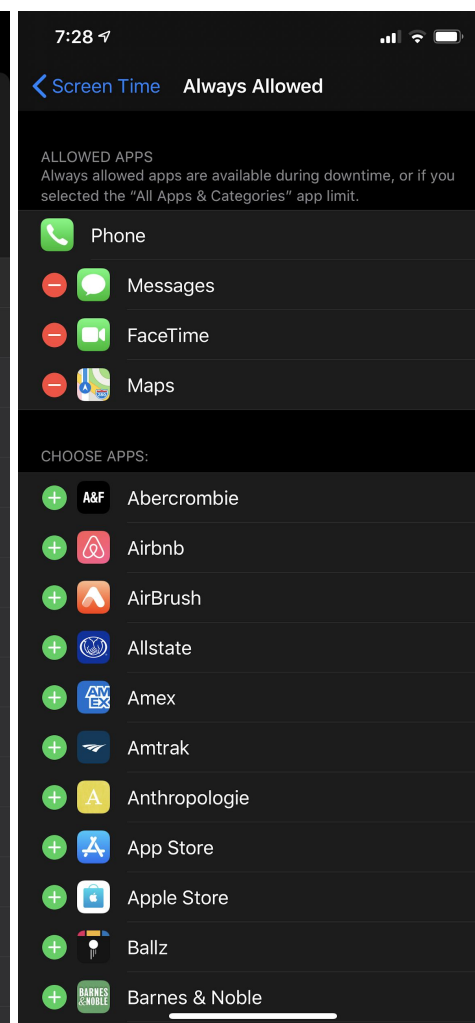 7:28
Screen Time Always Allowed
ALLOWED APPS
Always allowed apps are available during downtime, or if you
selected the “All Apps & Categories” app limit.
Phone
Messages
FaceTime
Maps
280
CHOOSE APPS:
A&F Abercrombie
Airbnb
AirBrush
Allstate
AM
EX Amex
Amtrak
A Anthropologie
App Store
Apple Store
Ballz
BARNES
&NOBLE Barnes & Noble